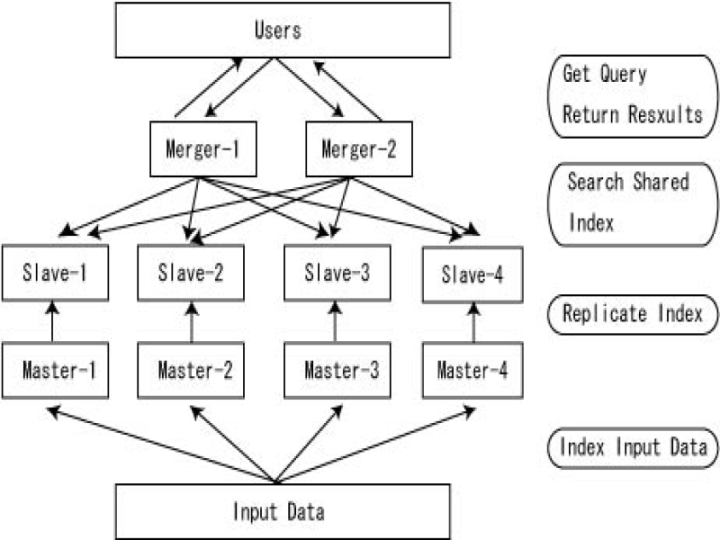 Users
Get Query
Return Resxults
Merger-1
Merger-2
Search Shared
Index
Slave-1
Slave-2
Slave-3
Slave-4
Replicate Index
Master-1
Master-2
Master-3
Master-4
Index Input Data
Input Data